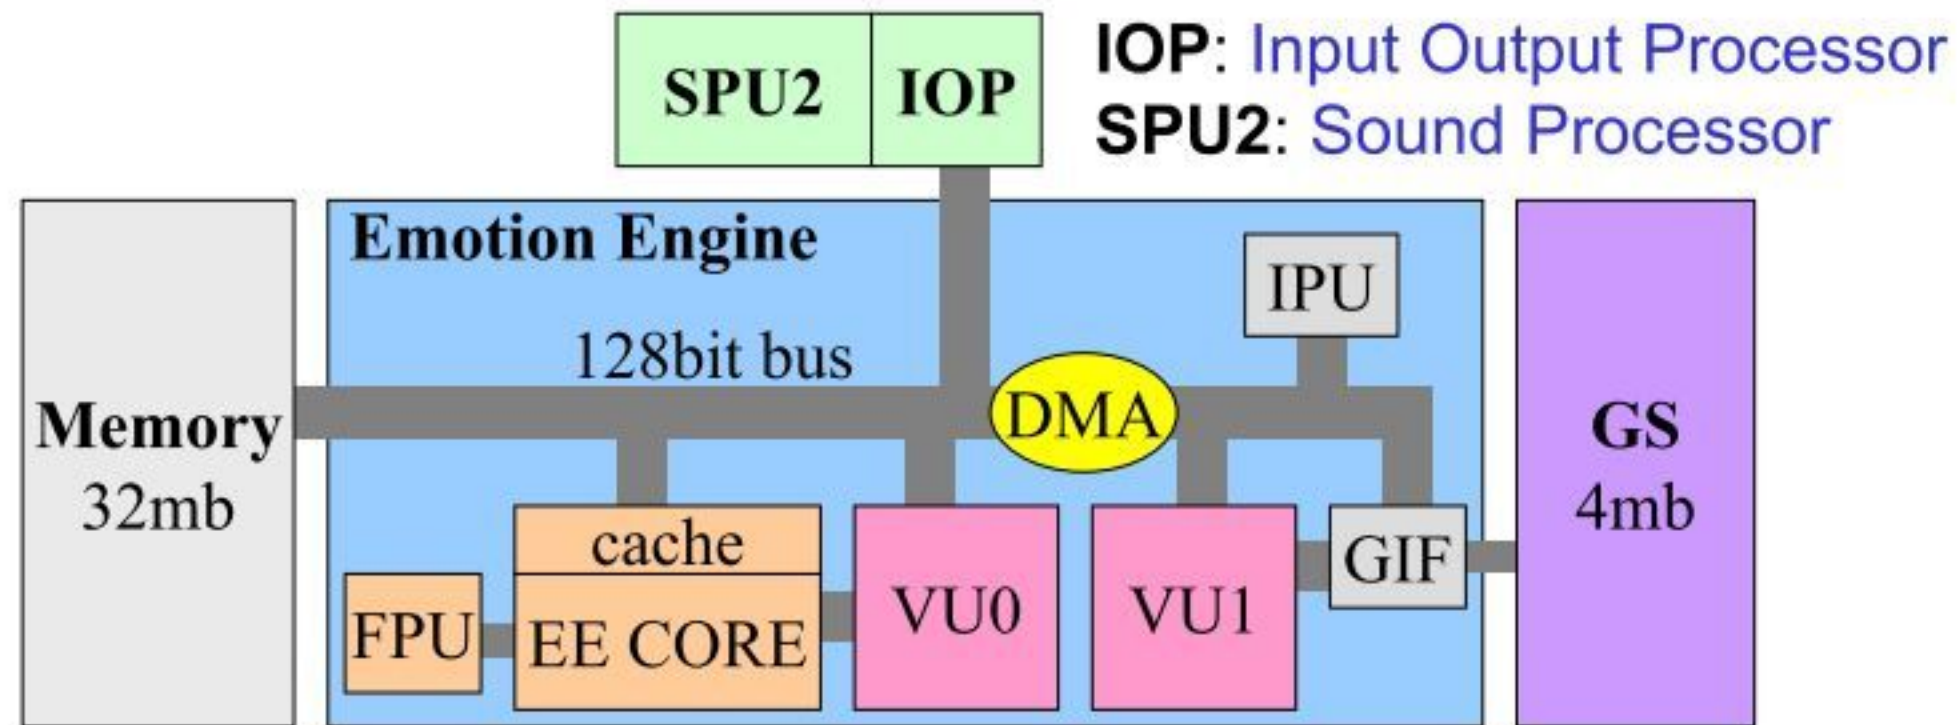 SPU2
IOP
IOP: Input Output Processor
SPU2: Sound Processor
Emotion Engine
IPU
128bit bus
DMA
Memory
32mb
GS
4mb
cache
EE CORE
FPU
VU0
VU1
GIF